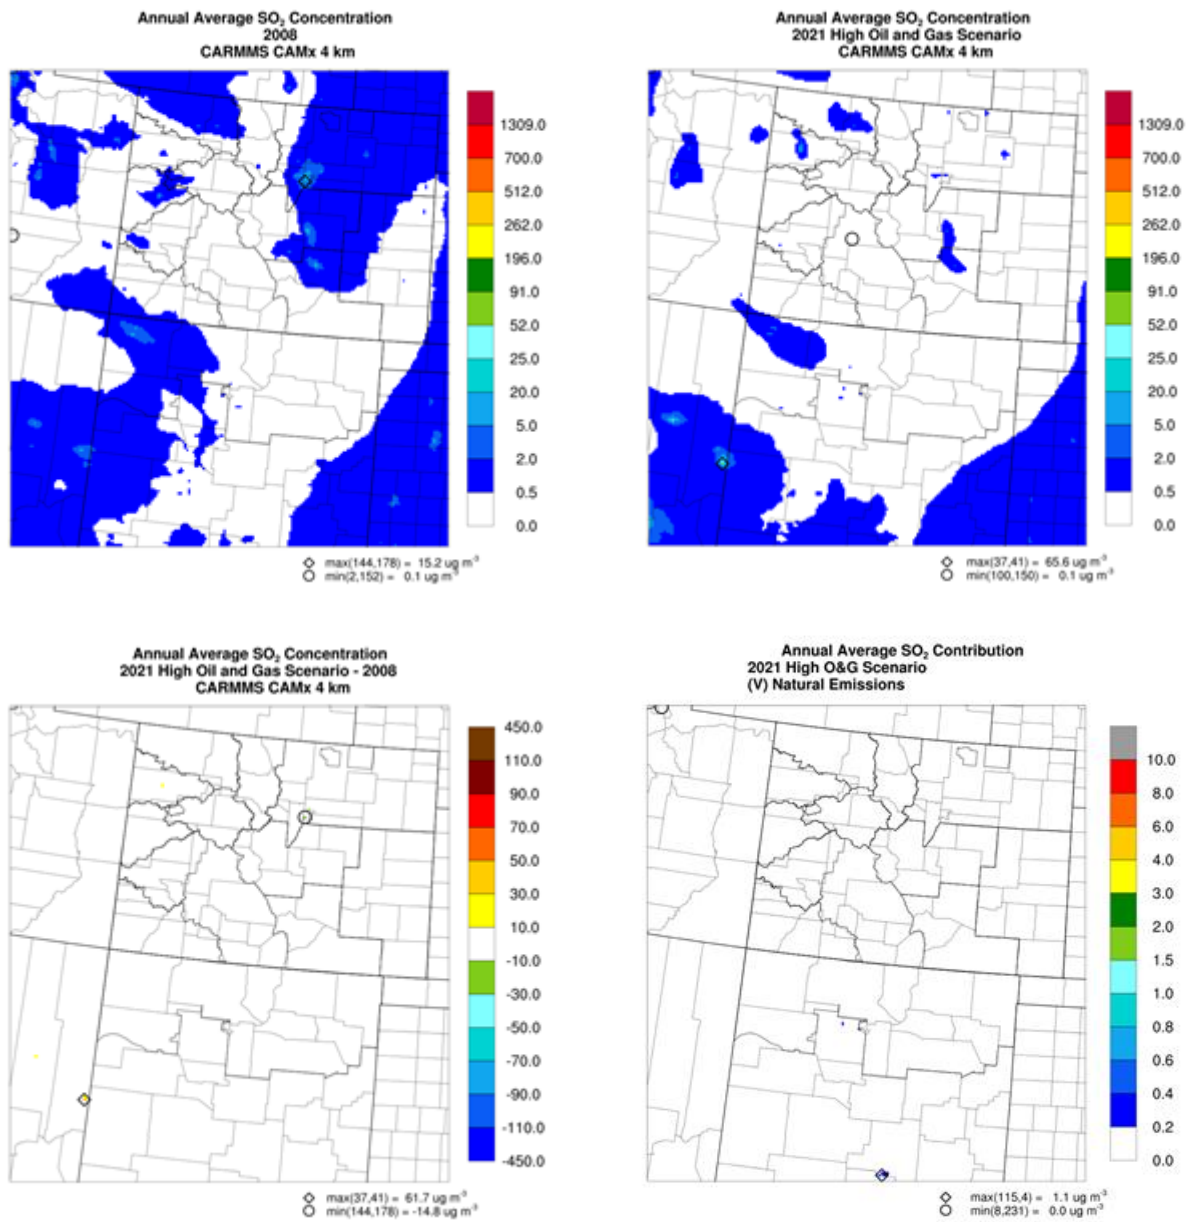 Annual Average SO₂ Concentration
2008
CARMMS CAMx 4 km
1309.0
700.0
512.0
262.0
196.0
91.0
52.0
25.0
20.0
5.0
2.0
0.5
0.0
max(144,178) = 15.2 ug m⁻³
min(2,152) = 0.1 ug m⁻³
Annual Average SO₂ Concentration
2021 High Oil and Gas Scenario
CARMMS CAMx 4 km
1309.0
700.0
512.0
262.0
196.0
91.0
52.0
25.0
20.0
5.0
2.0
0.5
0.0
max(37,41) = 65.6 ug m⁻³
min(100,150) = 0.1 ug m⁻³
Annual Average SO₂ Concentration
2021 High Oil and Gas Scenario - 2008
CARMMS CAMx 4 km
450.0
110.0
90.0
70.0
50.0
30.0
10.0
-10.0
-30.0
-50.0
-70.0
-90.0
-110.0
-450.0
max(37,41) = 61.7 ug m⁻³
min(144,178) = -14.8 ug m⁻³
Annual Average SO₂ Contribution
2021 High O&G Scenario
(V) Natural Emissions
10.0
8.0
6.0
4.0
3.0
2.0
1.5
1.0
0.8
0.6
0.4
0.2
0.0
max(115,4) = 1.1 ug m⁻³
min(8,231) = 0.0 ug m⁻³